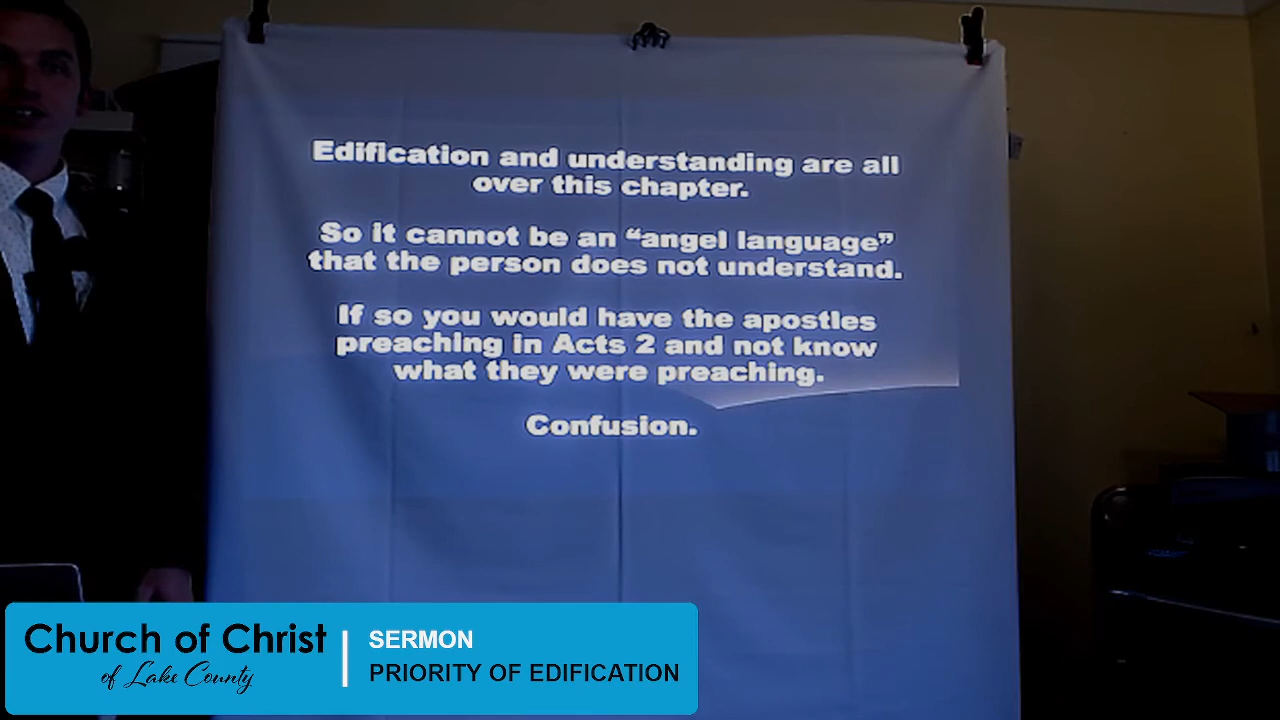 Edification and understanding are all
over this chapter.
So it cannot be an “angel language”
that the person does not understand.
If so you would have the apostles
preaching in Acts 2 and not know
what they were preaching.
Confusion.
Church of Christ
of Lake County
SERMON
PRIORITY OF EDIFICATION